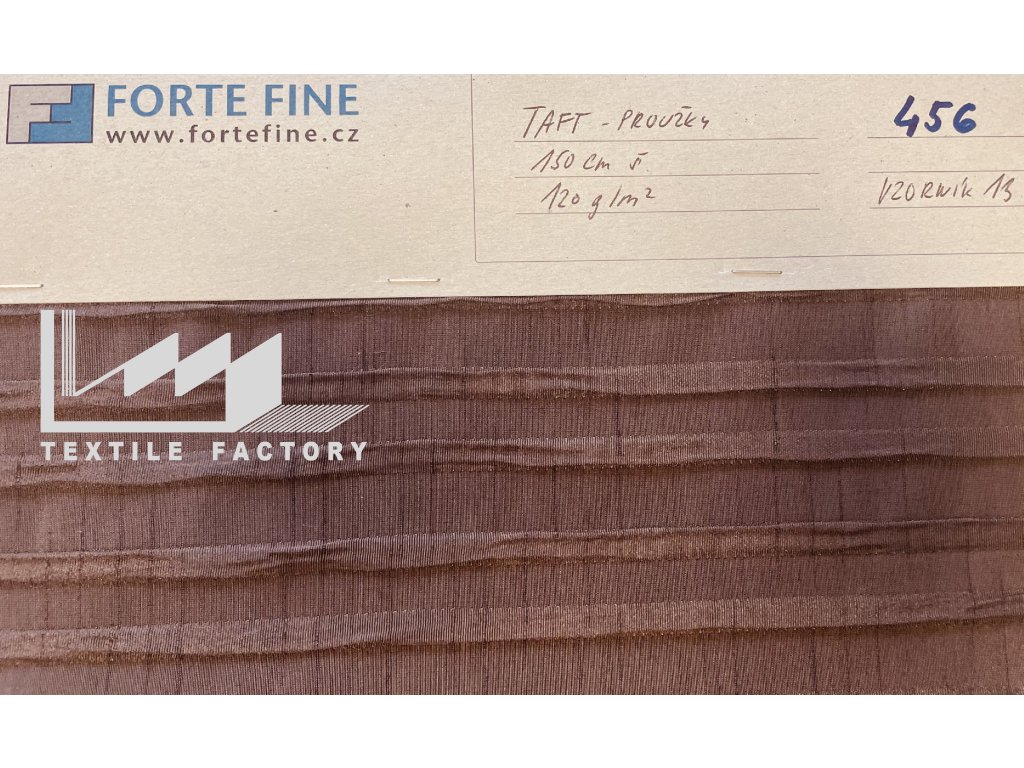 FORTE FINE
www.fortefine.cz
TAFT - PROUŽKY
150 cm š.
120 g/m²
456
VZORNÍK 13
TEXTILE FACTORY